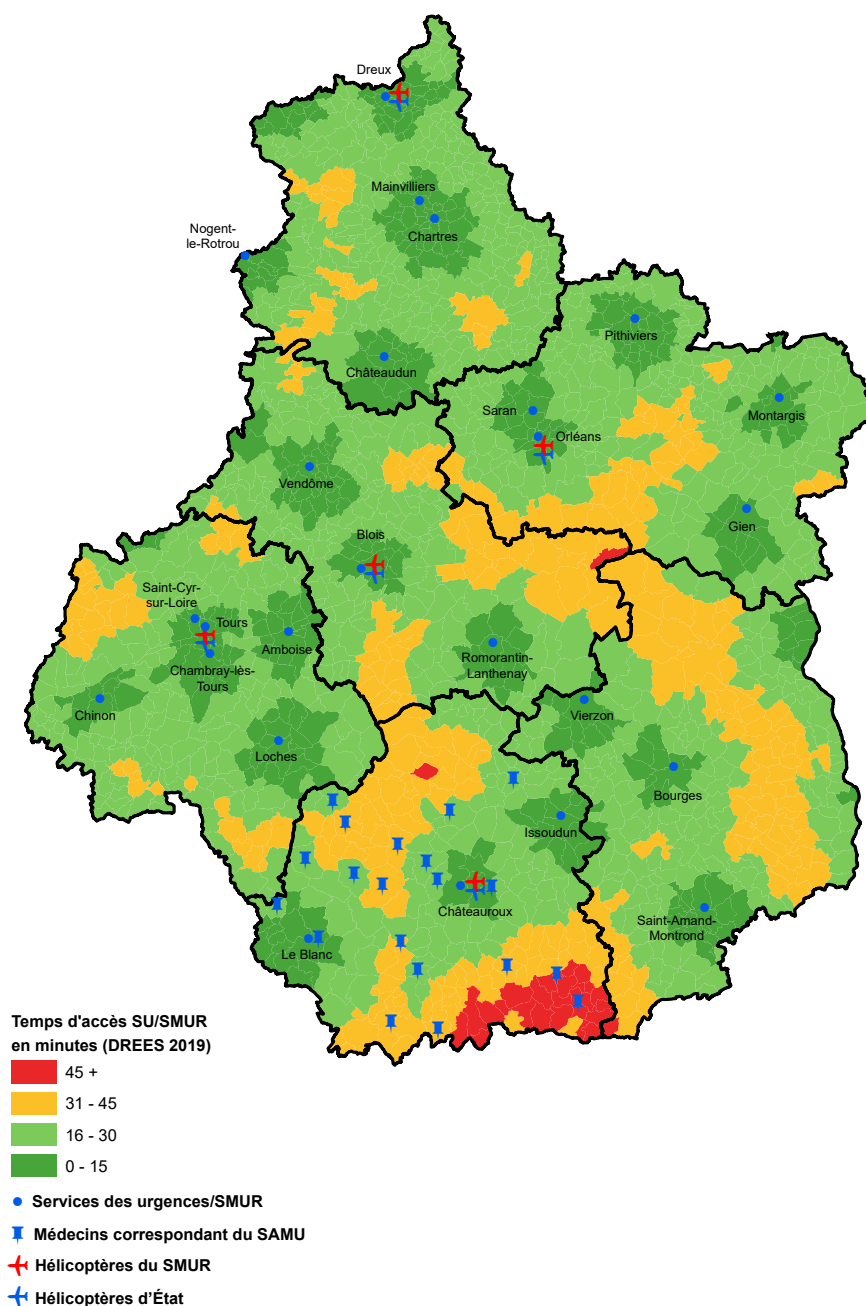 Dreux
Mainvilliers
Chartres
Nogent-
le-Rotrou
Châteaudun
Pithiviers
Saran
Orléans
Montargis
Gien
Vendôme
Blois
Saint-Cyr-
sur-Loire
Tours
Amboise
Chambray-lès-
Tours
Chinon
Loches
Romorantin-
Lanthenay
Vierzon
Bourges
Issoudun
Châteauroux
Le Blanc
Saint-Amand-
Montrond
Temps d'accès SU/SMUR
en minutes (DREES 2019)
45 +
31 - 45
16 - 30
0 - 15
Services des urgences/SMUR
Médecins correspondant du SAMU
Hélicoptères du SMUR
Hélicoptères d’État